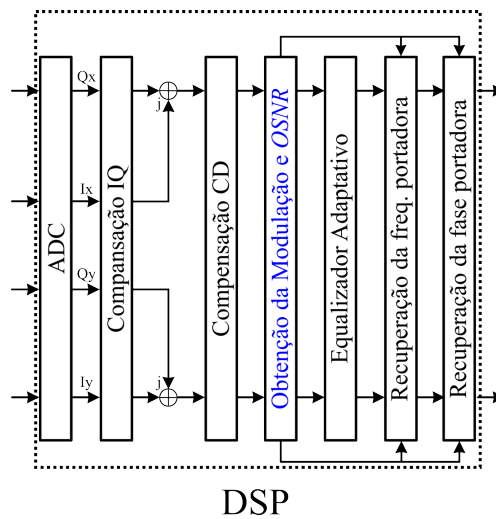 Qx
Ix
Qy
Iy
j
j
ADC
Compansação IQ
Compensação CD
Obtenção da Modulação e OSNR
Equalizador Adaptativo
Recuperação da freq. portadora
Recuperação da fase portadora
DSP